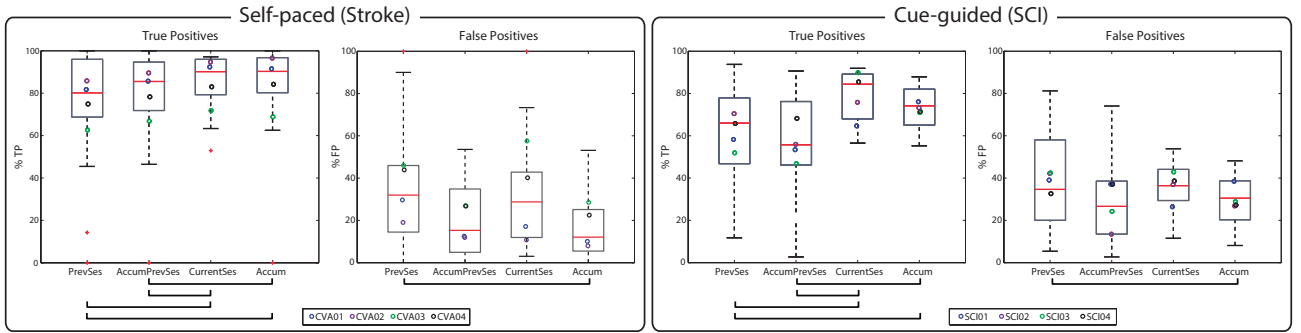 Self-paced (Stroke)
True Positives
% TP
100
80
60
40
20
0
PrevSes AccumPrevSes CurrentSes Accum
False Positives
% FP
100
80
60
40
20
0
PrevSes AccumPrevSes CurrentSes Accum
CVA01 CVA02 CVA03 CVA04
Cue-guided (SCI)
True Positives
% TP
100
80
60
40
20
0
PrevSes AccumPrevSes CurrentSes Accum
False Positives
% FP
100
80
60
40
20
0
PrevSes AccumPrevSes CurrentSes Accum
SCI01 SCI02 SCI03 SCI04